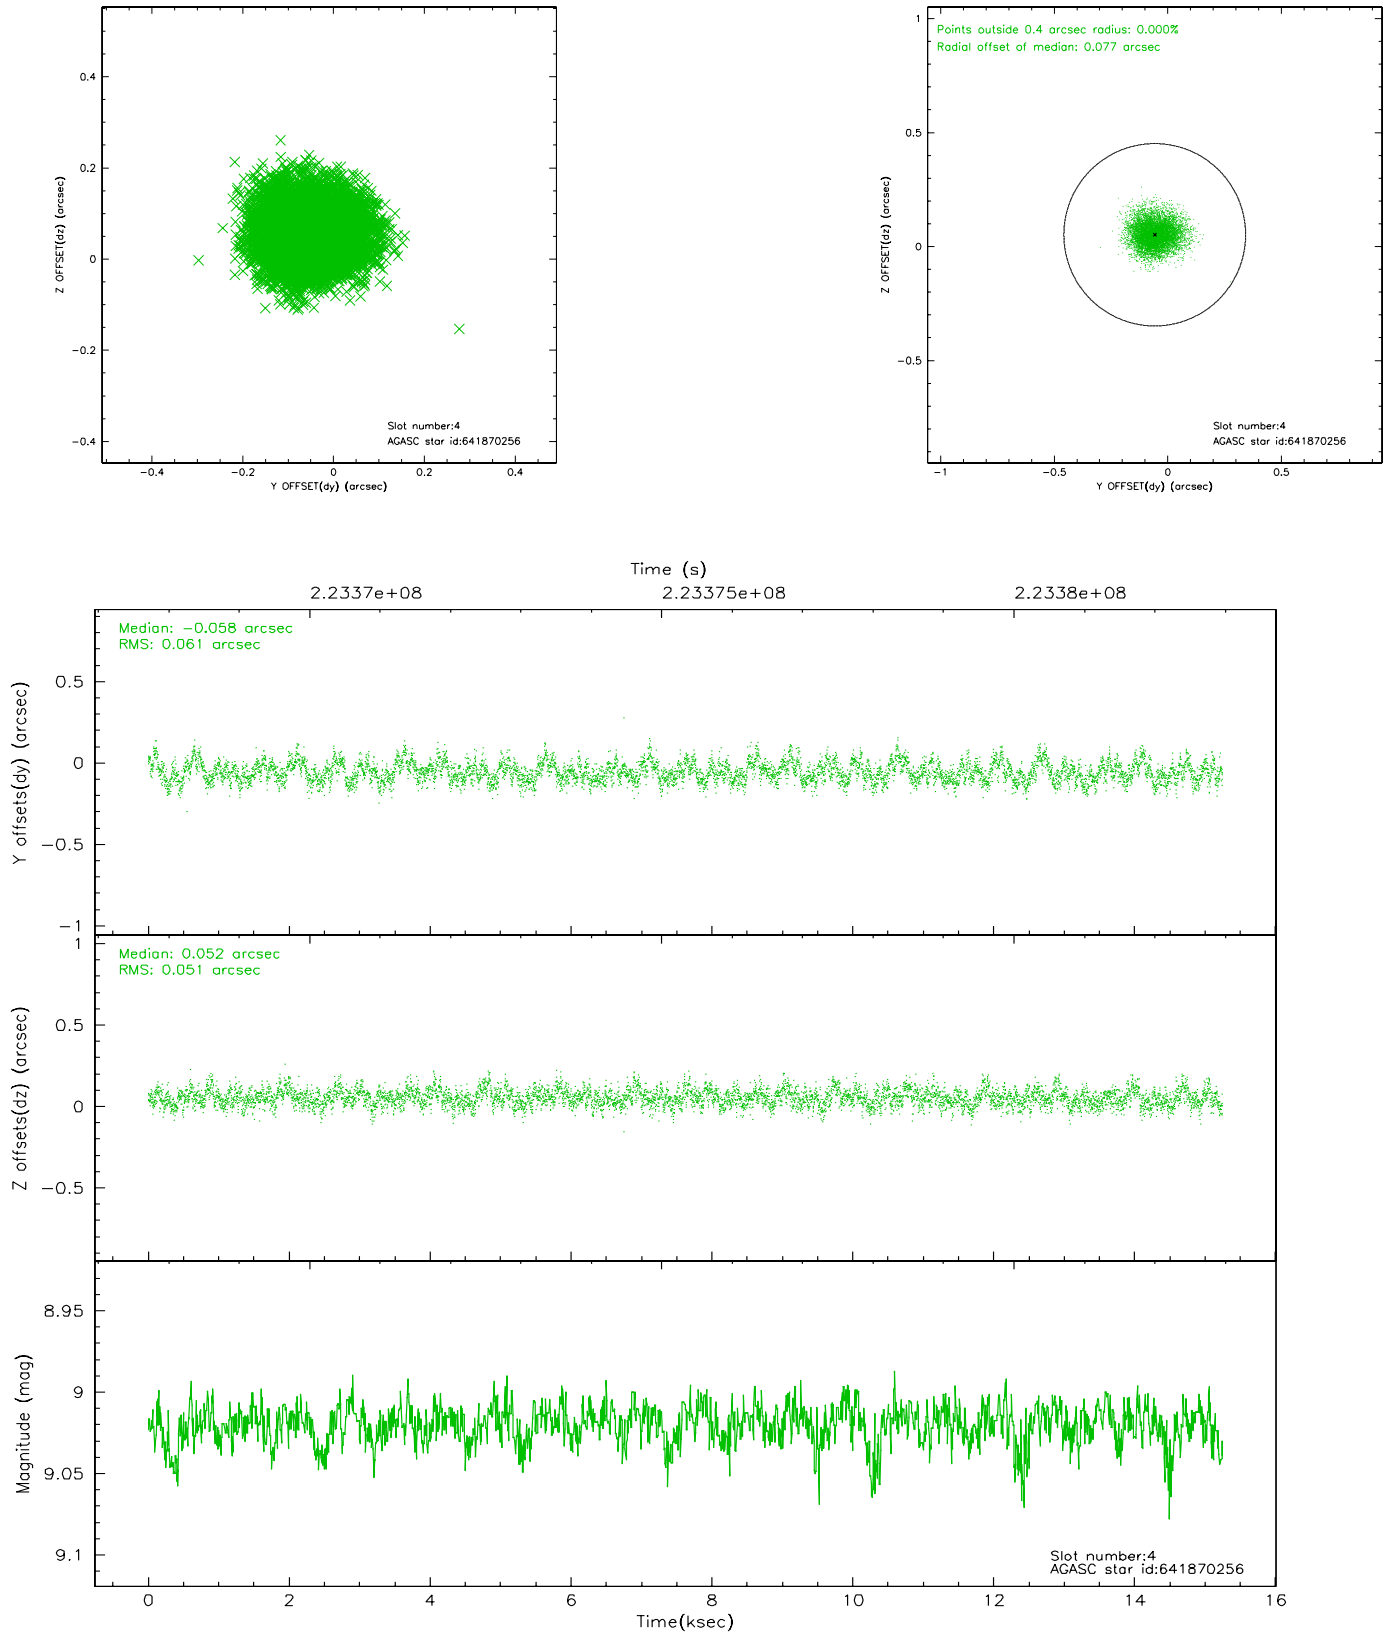 0.4
0.2
0
−0.2
−0.4
Z OFFSET(dz) (arcsec)
Slot number:4
AGASC star id:641870256
−0.4 −0.2 0 0.2 0.4
Y OFFSET(dy) (arcsec)
Points outside 0.4 arcsec radius: 0.000%
Radial offset of median: 0.077 arcsec
1
0.5
0
−0.5
Z OFFSET(dz) (arcsec)
Slot number:4
AGASC star id:641870256
−1 −0.5 0 0.5
Y OFFSET(dy) (arcsec)
Time (s)
2.2337e+08 2.23375e+08 2.2338e+08
Median: −0.058 arcsec
RMS: 0.061 arcsec
0.5
0
−0.5
−1
Y offsets(dy) (arcsec)
Median: 0.052 arcsec
RMS: 0.051 arcsec
1
0.5
0
−0.5
Z offsets(dz) (arcsec)
8.95
9
9.05
9.1
Magnitude (mag)
Slot number:4
AGASC star id:641870256
0 2 4 6 8 10 12 14 16
Time(ksec)